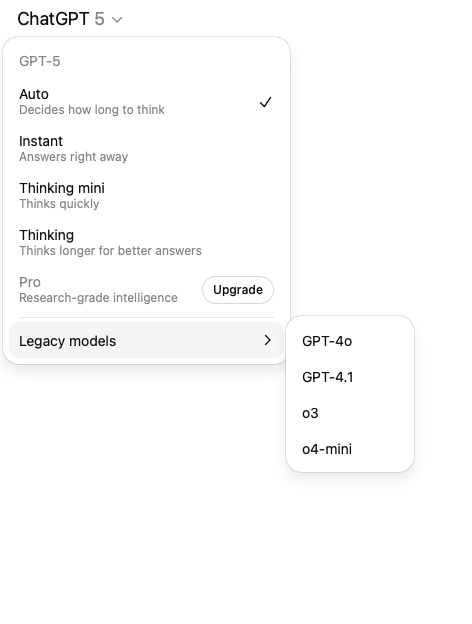 ChatGPT 5
GPT-5
Auto
Decides how long to think
Instant
Answers right away
Thinking mini
Thinks quickly
Thinking
Thinks longer for better answers
Pro
Research-grade intelligence
Upgrade
Legacy models
GPT-4o
GPT-4.1
o3
o4-mini